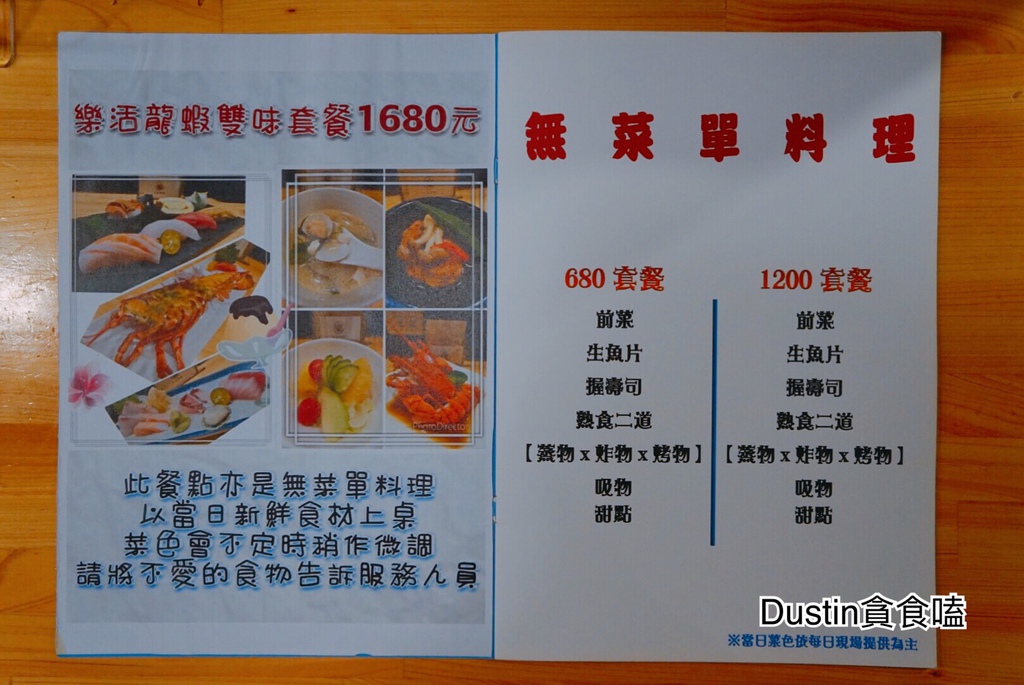 樂活龍蝦雙味套餐1680元
PhotoDirector
此餐點亦是無菜單料理
以當日新鮮食材上桌
菜色會不定時稍作微調
請將不愛的食物告訴服務人員
無菜單料理
680 套餐
前菜
生魚片
握壽司
熟食二道
【蒸物 x 炸物 x 烤物】
吸物
甜點
1200 套餐
前菜
生魚片
握壽司
熟食二道
【蒸物 x 炸物 x 烤物】
吸物
甜點
※當日菜色依每日現場提供為主
Dustin貪食嗑